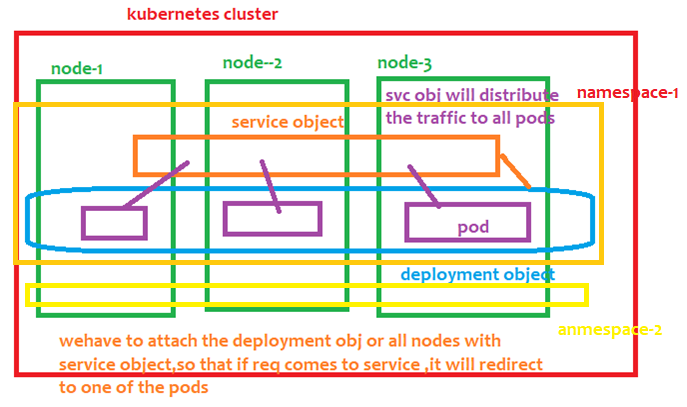 kubernetes cluster
node-1
node--2
node-3
svc obj will distribute
the traffic to all pods
namespace-1
service object
pod
deployment object
anmespace-2
wehave to attach the deployment obj or all nodes with
service object,so that if req comes to service ,it will redirect
to one of the pods